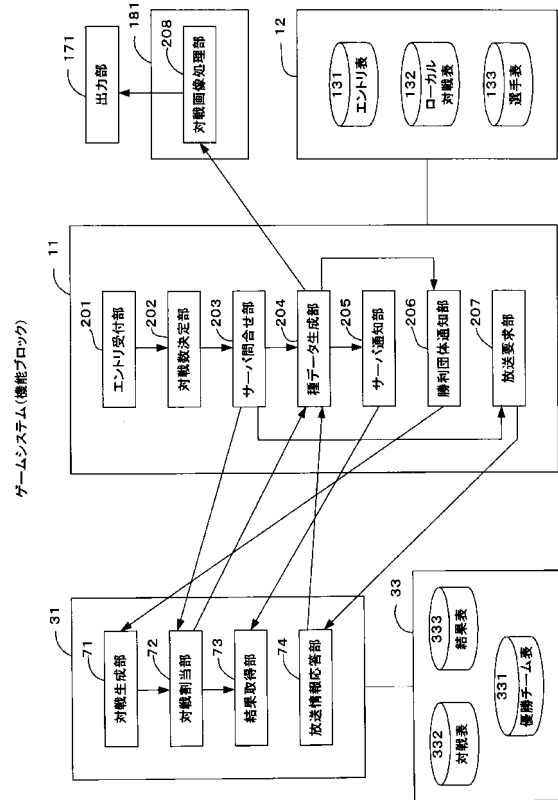 ゲームシステム(機能ブロック)
31
71
対戦生成部
72
対戦割当部
73
結果取得部
74
放送情報応答部
33
332
対戦表
333
結果表
331
優勝チーム表
11
201
エントリ受付部
202
対戦数決定部
203
サーバ問合せ部
204
種データ生成部
205
サーバ通知部
206
勝利団体通知部
207
放送要求部
171
出力部
181
208
対戦画像処理部
12
131
エントリ表
132
ローカル
対戦表
133
選手表